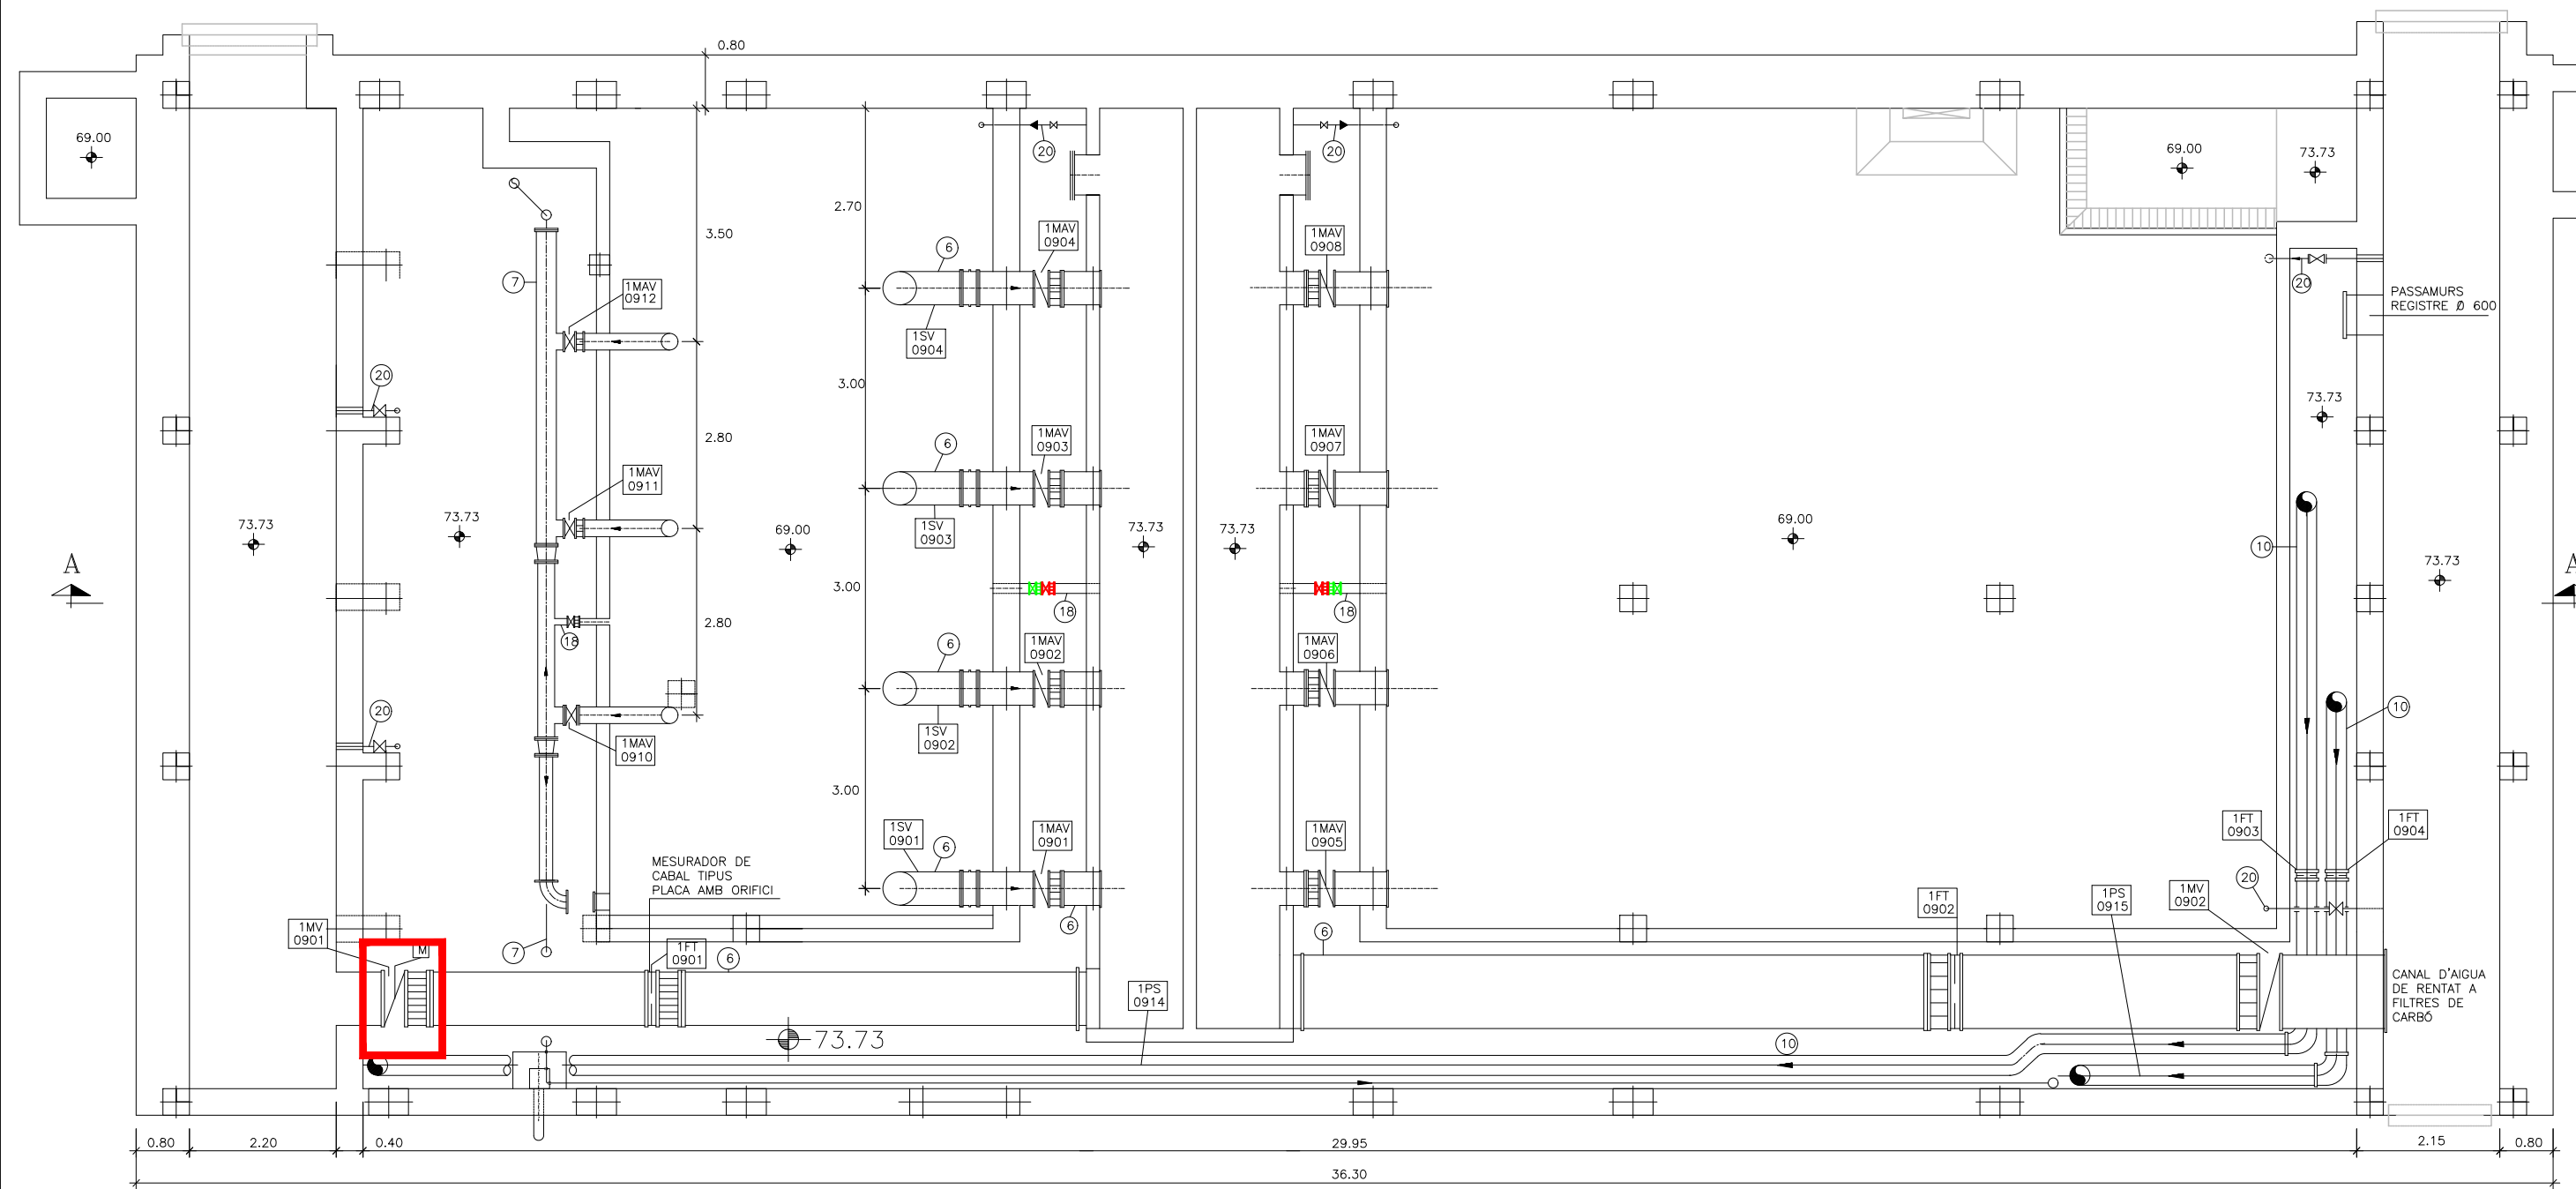 0.80
69.00
20
20
69.00
73.73
2.70
3.50
6
1MAV
0904
1MAV
0908
7
1MAV
0912
20
PASSAMURS
REGISTRE Ø 600
1SV
0904
20
3.00
73.73
2.80
6
1MAV
0903
1MAV
0907
1MAV
0911
73.73
73.73
69.00
1SV
0903
73.73
73.73
69.00
10
73.73
A
A
3.00
18
18
2.80
18
6
1MAV
0902
1MAV
0906
20
10
1SV
0902
1MAV
0910
3.00
1SV
0901
6
1MAV
0901
1MAV
0905
1FT
0903
1FT
0904
MESURADOR DE
CABAL TIPUS
PLACA AMB ORIFICI
20
1MV
0901
M
7
1FT
0901
6
6
6
1FT
0902
1PS
0915
1MV
0902
1PS
0914
CANAL D'AIGUA
DE RENTAT A
FILTRES DE
CARBÓ
73.73
10
0.80
2.20
0.40
29.95
2.15
0.80
36.30